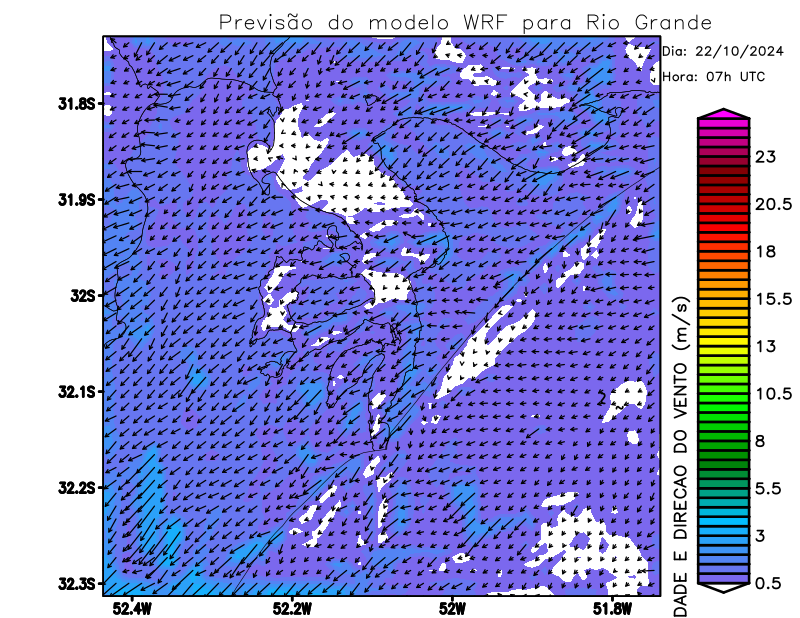 Previsão do modelo WRF para Rio Grande
Dia: 22/10/2024
Hora: 07h UTC
31.8S
31.9S
32S
32.1S
32.2S
32.3S
52.4W
52.2W
52W
51.8W
2
23
20.5
18
15.5
13
10.5
8
5.5
3
0.5
DADE E DIRECAO DO VENTO (m/s)